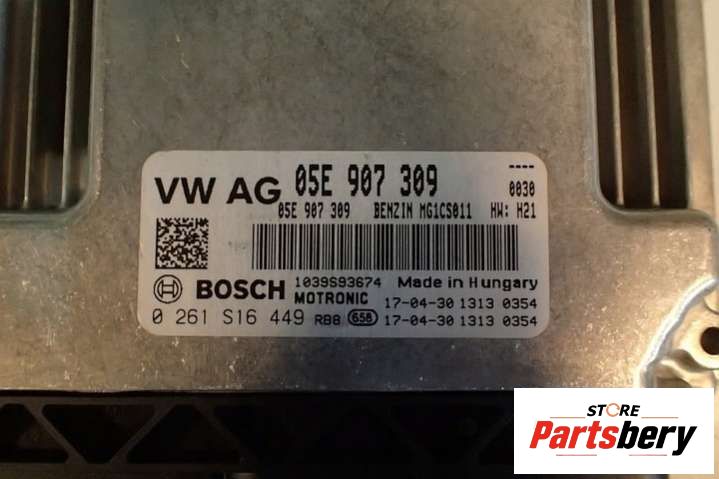 ----
VW AG 05E 907 309 0030
05E 907 309 BENZIN MG1CS011 HW: H21
BOSCH 1039S93674 Made in Hungary
MOTRONIC 17-04-30 1313 0354
0 261 S16 449 RB8 658 17-04-30 1313 0354
STORE
Partsbery